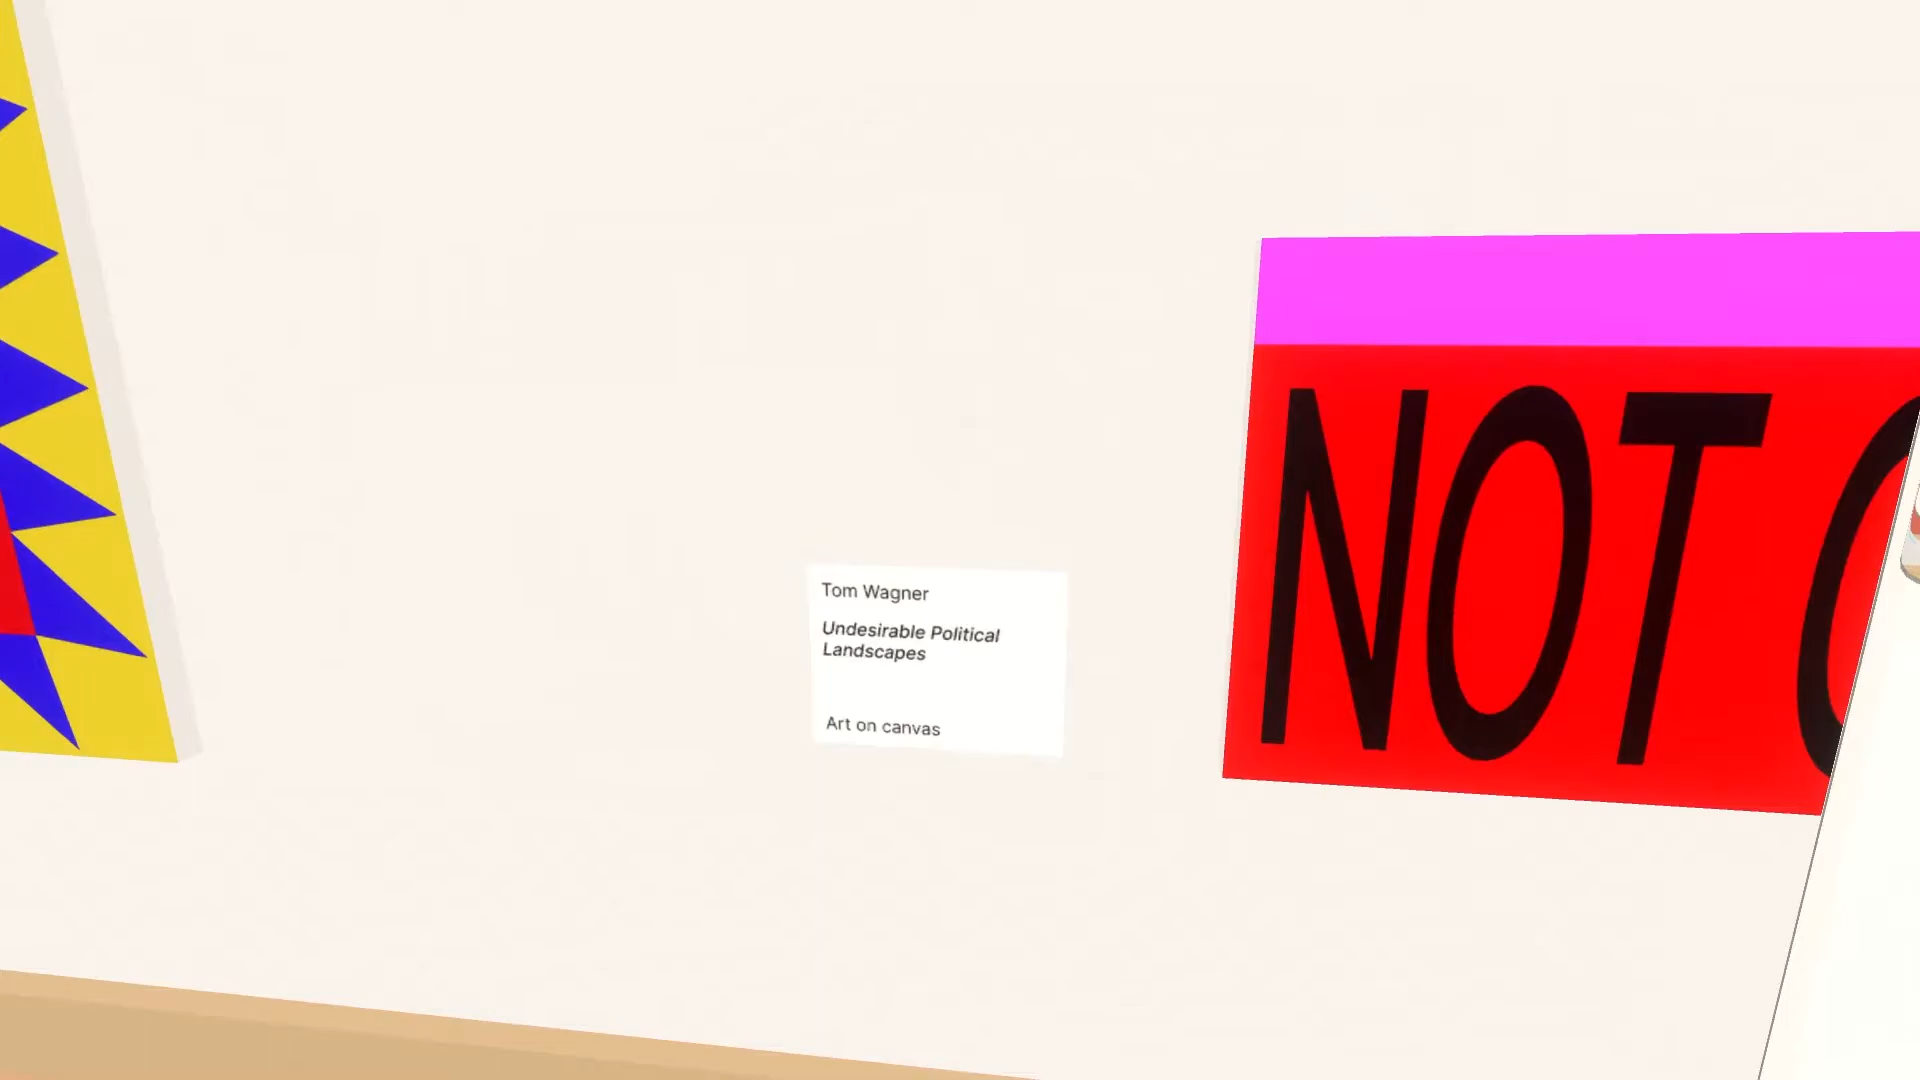 Tom Wagner
Undesirable Political
Landscapes
Art on canvas
NOT